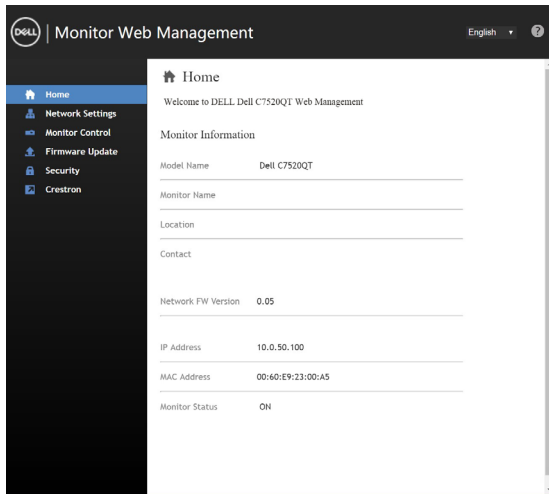 DELL | Monitor Web Management
English
?
Home
Network Settings
Monitor Control
Firmware Update
Security
Crestron
Home
Welcome to DELL Dell C7520QT Web Management
Monitor Information
Model Name Dell C7520QT
Monitor Name
Location
Contact
Network FW Version 0.05
IP Address 10.0.50.100
MAC Address 00:60:E9:23:00:A5
Monitor Status ON